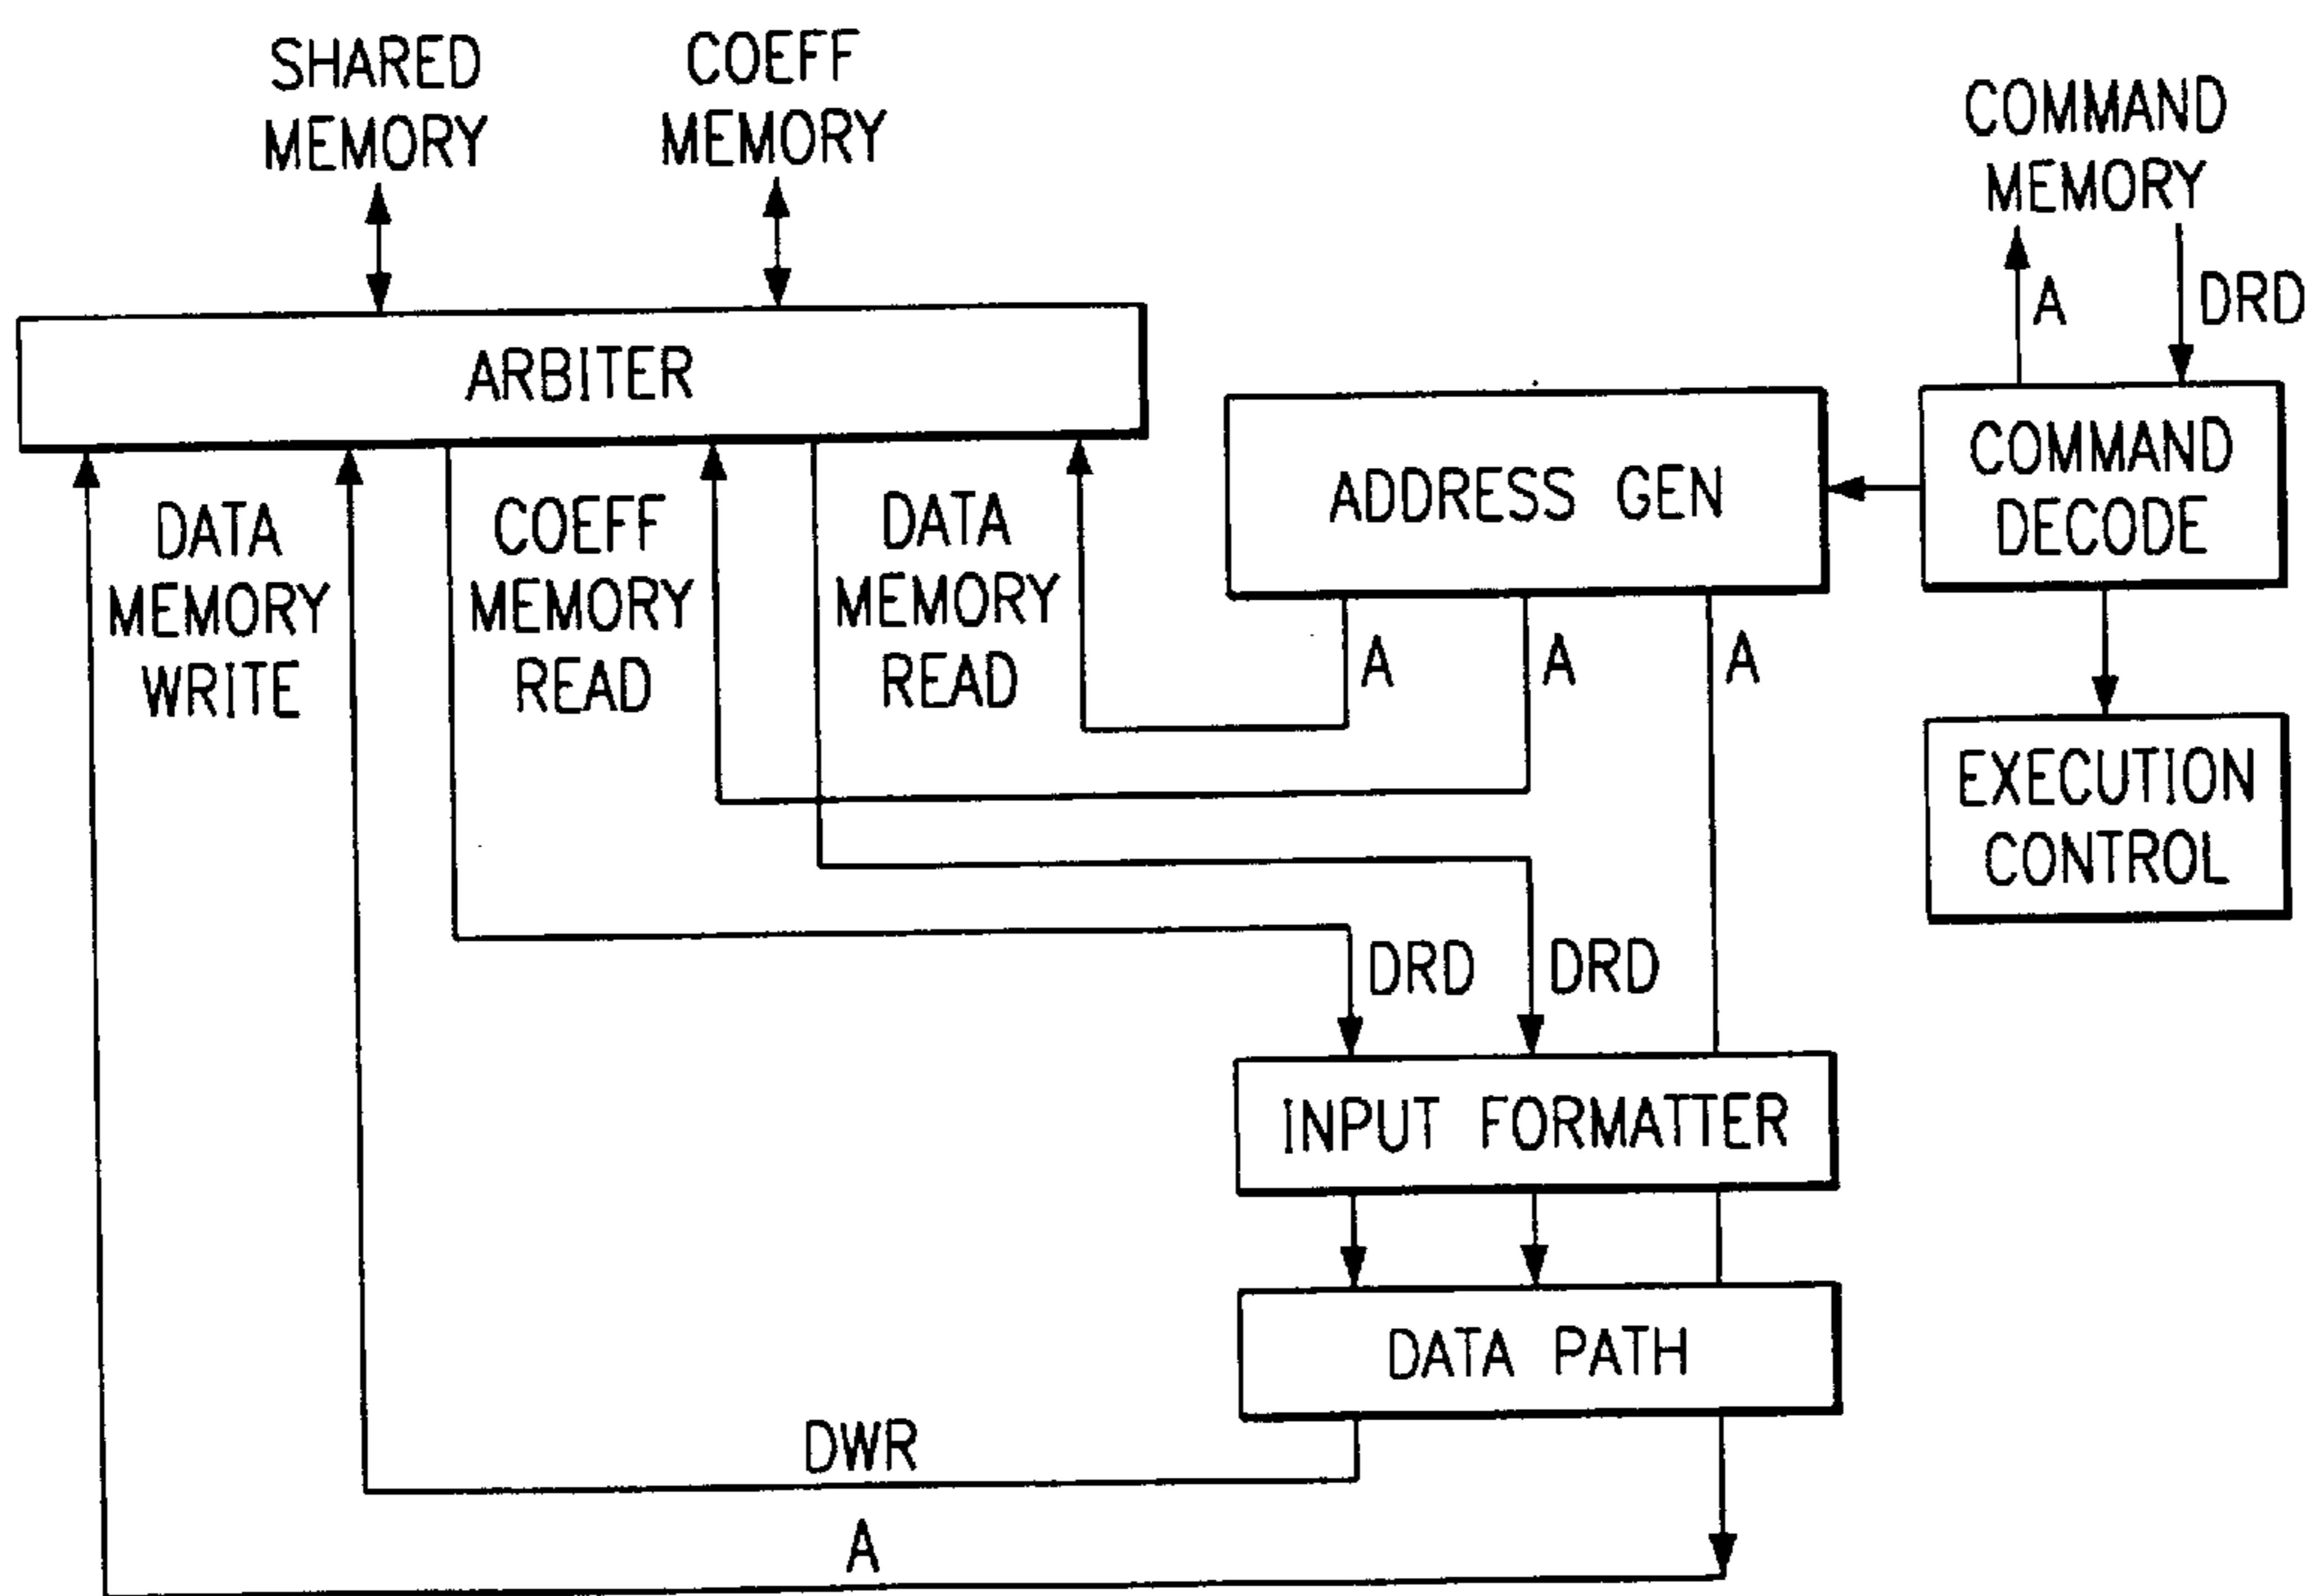 SHARED
MEMORY
COEFF
MEMORY
COMMAND
MEMORY
A
DRD
ARBITER
ADDRESS GEN
COMMAND
DECODE
DATA
MEMORY
WRITE
COEFF
MEMORY
READ
DATA
MEMORY
READ
A
A
A
EXECUTION
CONTROL
DRD
DRD
INPUT FORMATTER
DATA PATH
DWR
A